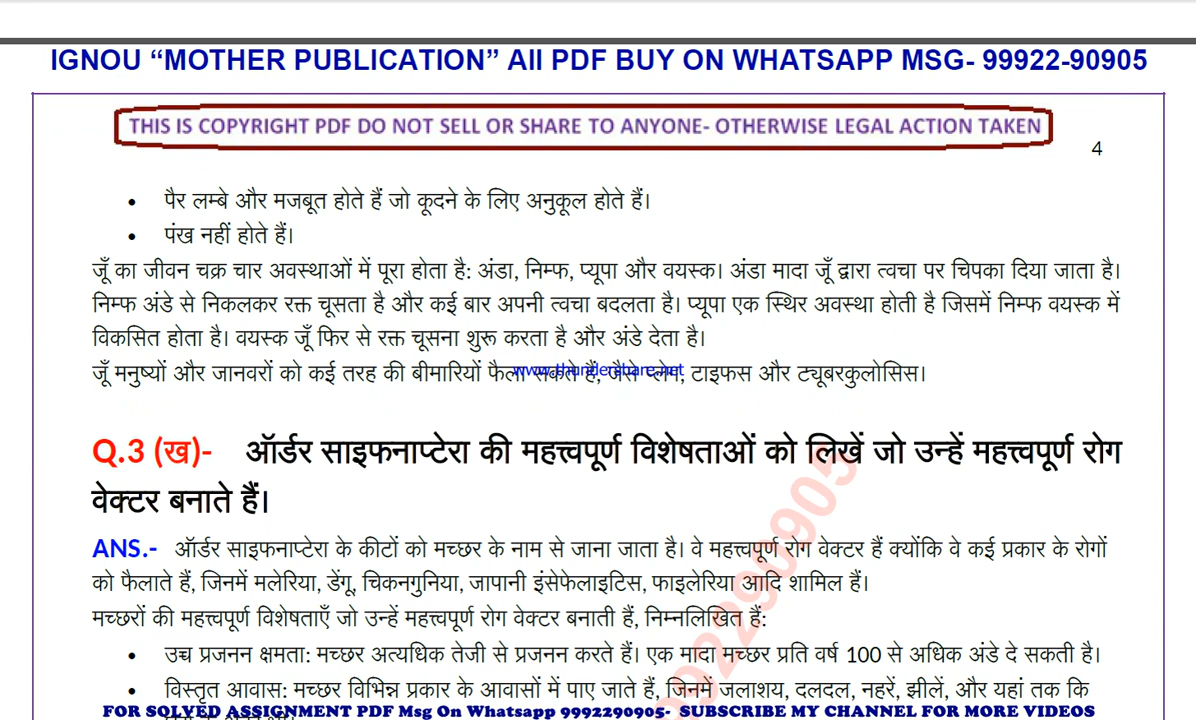 IGNOU “MOTHER PUBLICATION” All PDF BUY ON WHATSAPP MSG- 99922-90905
THIS IS COPYRIGHT PDF DO NOT SELL OR SHARE TO ANYONE- OTHERWISE LEGAL ACTION TAKEN
4
• पैर लम्बे और मजबूत होते हैं जो कूदने के लिए अनुकूल होते हैं।
• पंख नहीं होते हैं।
जूँ का जीवन चक्र चार अवस्थाओं में पूरा होता है: अंडा, निम्फ, प्यूपा और वयस्क। अंडा मादा जूँ द्वारा त्वचा पर चिपका दिया जाता है।
निम्फ अंडे से निकलकर रक्त चूसता है और कई बार अपनी त्वचा बदलता है। प्यूपा एक स्थिर अवस्था होती है जिसमें निम्फ वयस्क में
विकसित होता है। वयस्क जूँ फिर से रक्त चूसना शुरू करता है और अंडे देता है।
जूँ मनुष्यों और जानवरों को कई तरह की बीमारियों फैला सकते हैं, जैसे प्लेग, टाइफस और ट्यूबरकुलोसिस।
www.thundershare.net
Q.3 (ख)- ऑर्डर साइफनाप्टेरा की महत्त्वपूर्ण विशेषताओं को लिखें जो उन्हें महत्त्वपूर्ण रोग
वेक्टर बनाते हैं।
ANS.- ऑर्डर साइफनाप्टेरा के कीटों को मच्छर के नाम से जाना जाता है। वे महत्त्वपूर्ण रोग वेक्टर हैं क्योंकि वे कई प्रकार के रोगों
को फैलाते हैं, जिनमें मलेरिया, डेंगू, चिकनगुनिया, जापानी इंसेफेलाइटिस, फाइलेरिया आदि शामिल हैं।
मच्छरों की महत्त्वपूर्ण विशेषताएँ जो उन्हें महत्त्वपूर्ण रोग वेक्टर बनाती हैं, निम्नलिखित हैं:
• उच्च प्रजनन क्षमता: मच्छर अत्यधिक तेजी से प्रजनन करते हैं। एक मादा मच्छर प्रति वर्ष 100 से अधिक अंडे दे सकती है।
• विस्तृत आवास: मच्छर विभिन्न प्रकार के आवासों में पाए जाते हैं, जिनमें जलाशय, दलदल, नहरें, झीलें, और यहां तक कि
9992290905
FOR SOLVED ASSIGNMENT PDF Msg On Whatsapp 9992290905- SUBSCRIBE MY CHANNEL FOR MORE VIDEOS